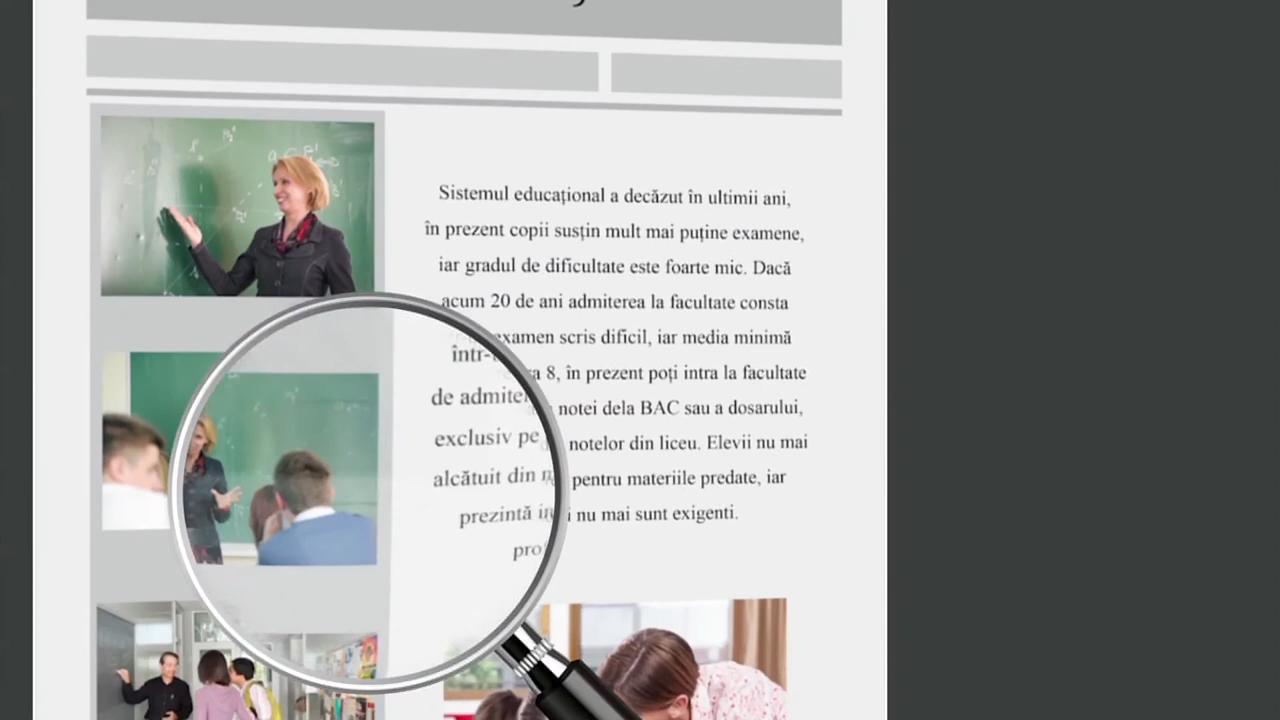 Sistemul educațional a decăzut în ultimii ani,
în prezent copii susțin mult mai puține examene,
iar gradul de dificultate este foarte mic. Dacă
acum 20 de ani admiterea la facultate consta
într- examen scris dificil, iar media minimă
de admitere 8, în prezent poți intra la facultate
exclusiv pe notei dela BAC sau a dosarului,
alcătuit din notelor din liceu. Elevii nu mai
prezintă pentru materiile predate, iar
nu mai sunt exigenti.